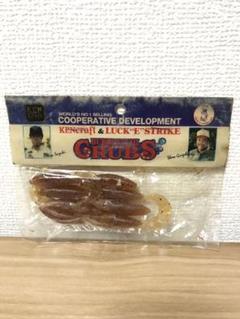 WORLD'S NO.1 SELLING
COOPERATIVE DEVELOPMENT
KENcraft & LUCK "E" STRIKE
GRUBS